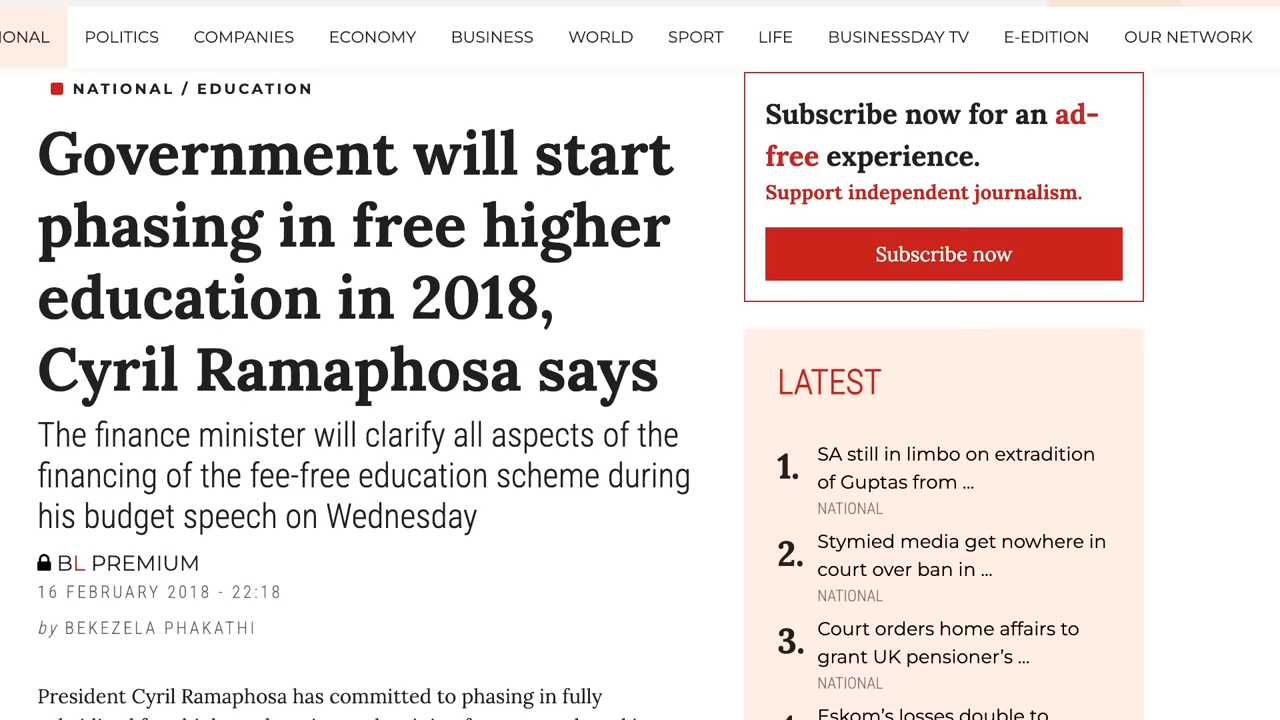 IONAL POLITICS COMPANIES ECONOMY BUSINESS WORLD SPORT LIFE BUSINESSDAY TV E-EDITION OUR NETWORK
NATIONAL / EDUCATION
Government will start
phasing in free higher
education in 2018,
Cyril Ramaphosa says
The finance minister will clarify all aspects of the
financing of the fee-free education scheme during
his budget speech on Wednesday
BL PREMIUM
16 FEBRUARY 2018 - 22:18
by BEKEZELA PHAKATHI
President Cyril Ramaphosa has committed to phasing in fully
Subscribe now for an ad-
free experience.
Support independent journalism.
Subscribe now
LATEST
1. SA still in limbo on extradition
of Guptas from ...
NATIONAL
2. Stymied media get nowhere in
court over ban in ...
NATIONAL
3. Court orders home affairs to
grant UK pensioner's ...
NATIONAL
Eskom's losses double to